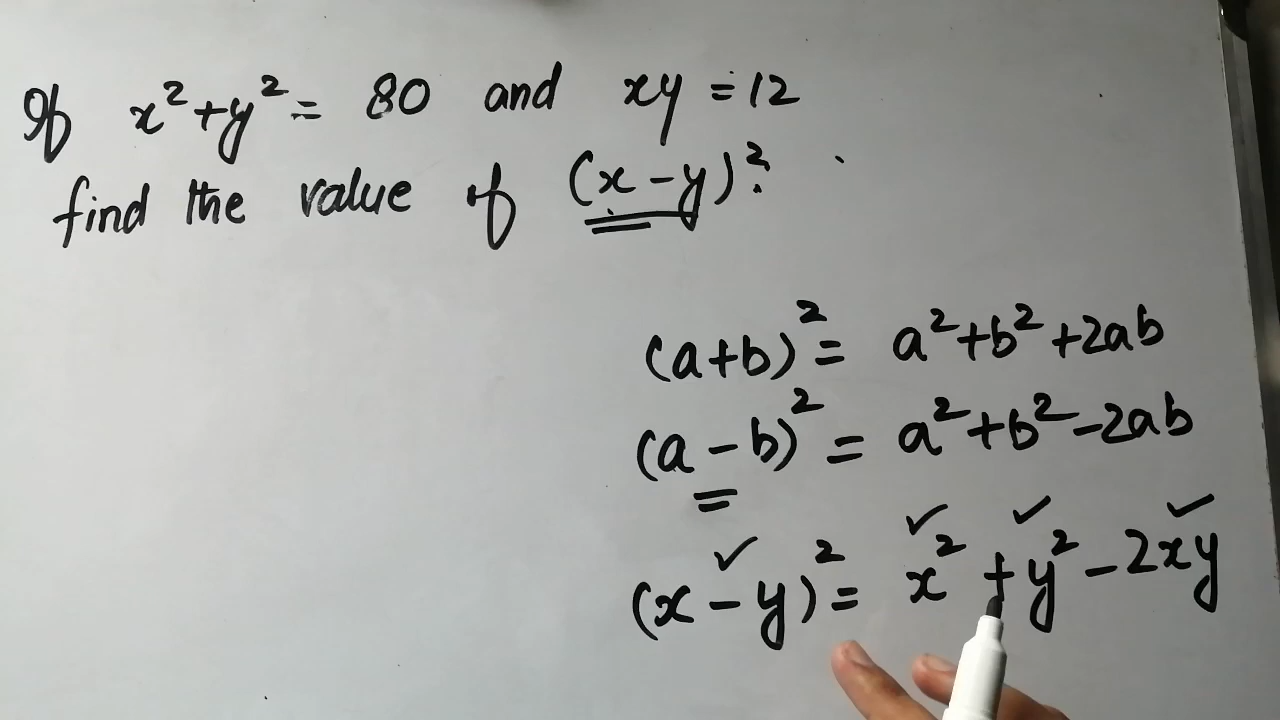 If x²+y² = 80 and xy = 12
find the value of (x-y)²?
(a+b)² = a²+b²+2ab
(a-b)² = a²+b²-2ab
(x-y)² = x²+y²-2xy